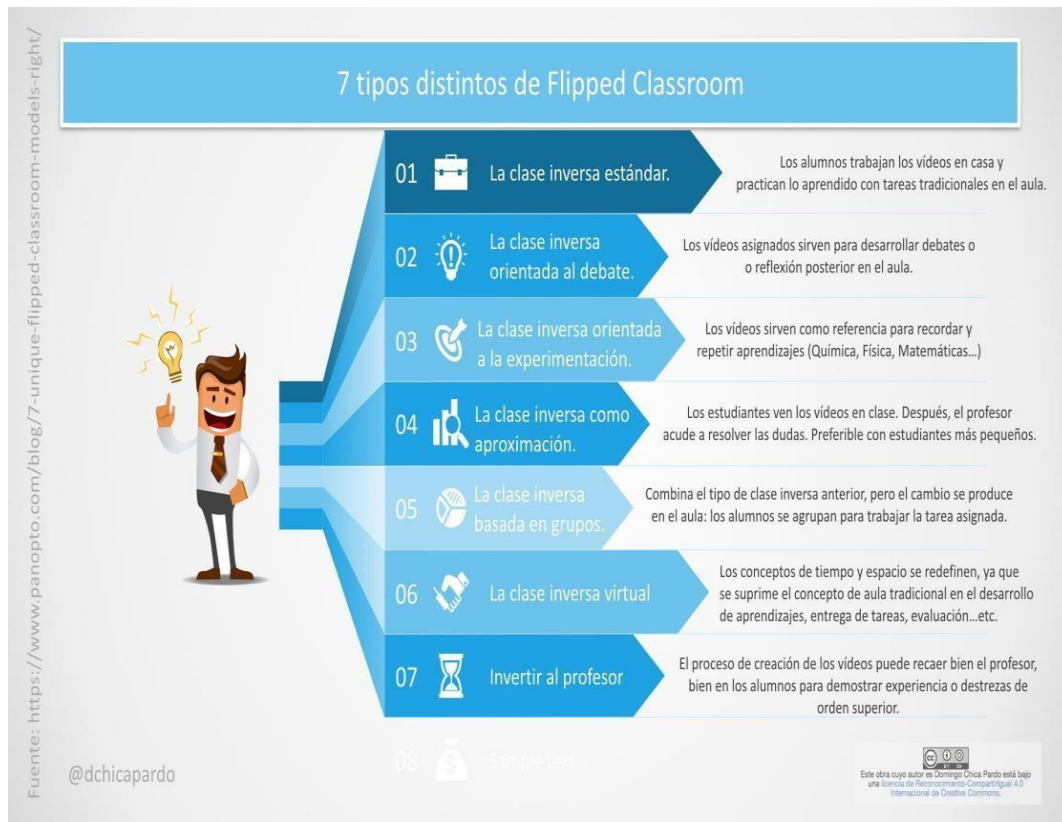 7 tipos distintos de Flipped Classroom
01
La clase inversa estándar.
Los alumnos trabajan los vídeos en casa y
practican lo aprendido con tareas tradicionales en el aula.
02
La clase inversa
orientada al debate.
Los vídeos asignados sirven para desarrollar debates o
o reflexión posterior en el aula.
03
La clase inversa orientada
a la experimentación.
Los vídeos sirven como referencia para recordar y
repetir aprendizajes (Química, Física, Matemáticas...)
04
La clase inversa como
aproximación.
Los estudiantes ven los vídeos en clase. Después, el profesor
acude a resolver las dudas. Preferible con estudiantes más pequeños.
05
La clase inversa
basada en grupos.
Combina el tipo de clase inversa anterior, pero el cambio se produce
en el aula: los alumnos se agrupan para trabajar la tarea asignada.
06
La clase inversa virtual
Los conceptos de tiempo y espacio se redefinen, ya que
se suprime el concepto de aula tradicional en el desarrollo
de aprendizajes, entrega de tareas, evaluación...etc.
07
Invertir al profesor
El proceso de creación de los vídeos puede recaer bien el profesor,
bien en los alumnos para demostrar experiencia o destrezas de
orden superior.
08
$
Sample text
Fuente: https://www.panopto.com/blog/7-unique-flipped-classroom-models-right/
@dchicapardo
cc
BY SA
Este obra cuyo autor es Domingo Chica Pardo está bajo
una licencia de Reconocimiento-CompartirIgual 4.0
Internacional de Creative Commons.